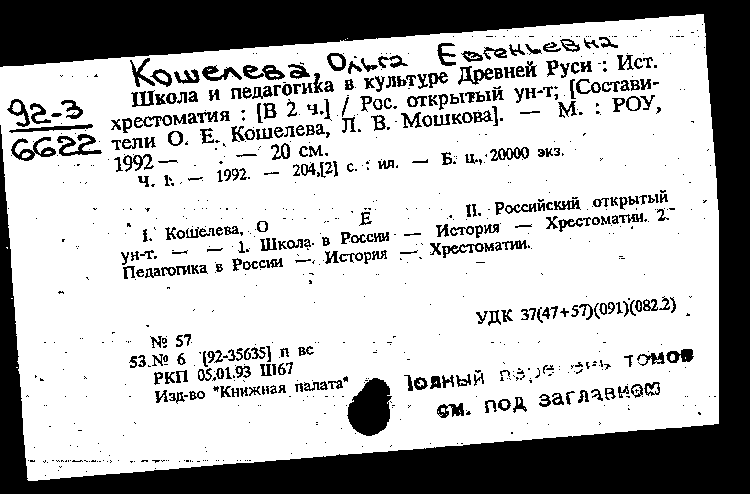 Кошелева, Ольга Евгеньевна
92-3
6622
Школа и педагогика в культуре Древней Руси : Ист.
хрестоматия : [В 2 ч.] / Рос. открытый ун-т; [Состави-
тели О. Е. Кошелева, Л. В. Мошкова]. — М. : РОУ,
1992 — . — 20 см.
Ч. 1. — 1992. — 204,[2] с. : ил. — Б. ц., 20000 экз.
I. Кошелева, О Е II. Российский открытый
ун-т. — — 1. Школа в России — История — Хрестоматии. 2.
Педагогика в России — История — Хрестоматии.
УДК 37(47+57)(091)(082.2)
№ 57
53 № 6 [92-35635] п вс
РКП 05.01.93 Ш67
Изд-во "Книжная палата"
Полный перечень томов
см. под заглавием